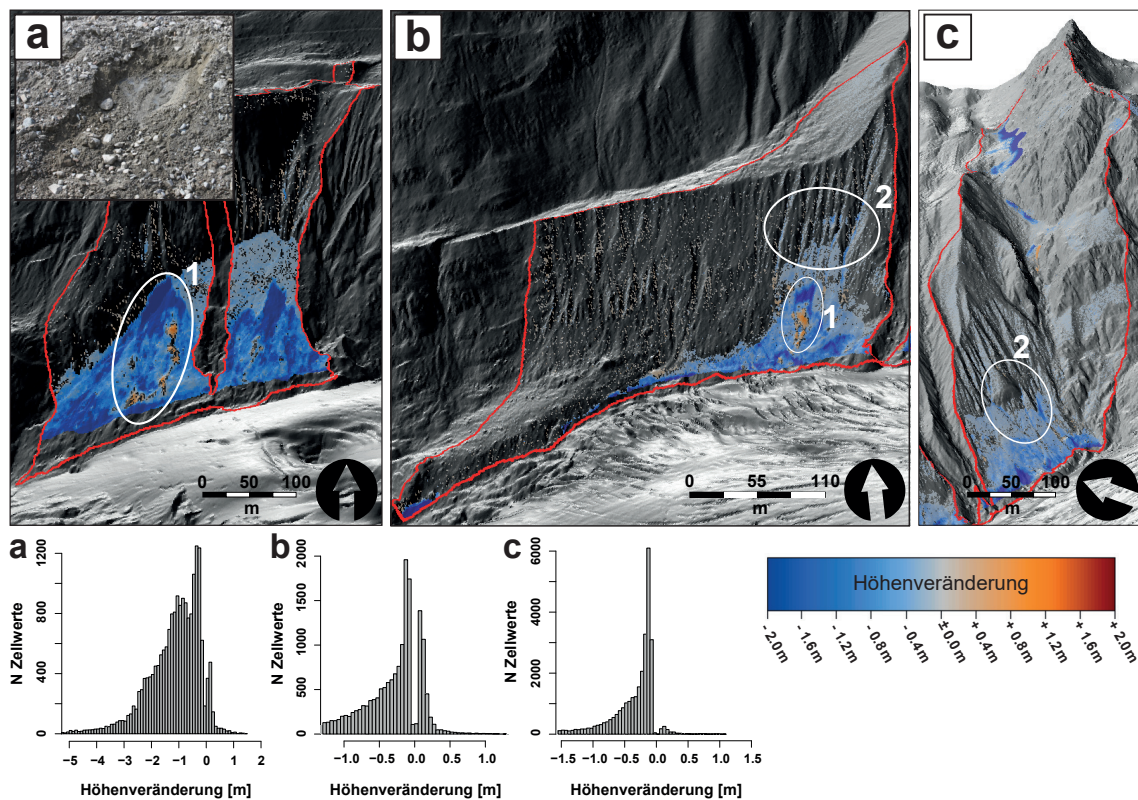 a
b
c
1
2
1
2
0 50 100
m
0 55 110
m
0 50 100
m
a
b
c
N Zellwerte
0 400 800 1200
−5 −4 −3 −2 −1 0 1 2
Höhenveränderung [m]
N Zellwerte
0 500 1000 1500 2000
−1.0 −0.5 0.0 0.5 1.0
Höhenveränderung [m]
N Zellwerte
0 2000 4000 6000
−1.5 −1.0 −0.5 0.0 0.5 1.0 1.5
Höhenveränderung [m]
Höhenveränderung
- 2.0m - 1.6m - 1.2m - 0.8m - 0.4m ±0.0m + 0.4m + 0.8m + 1.2m + 1.6m + 2.0m